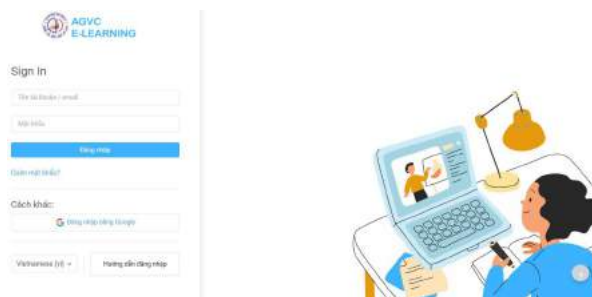 AGVC
E-LEARNING
Sign In
Tên tài khoản / email
Mật khẩu
Đăng nhập
Quên mật khẩu?
Cách khác:
Đăng nhập bằng Google
Vietnamese (vi)
Hướng dẫn đăng nhập